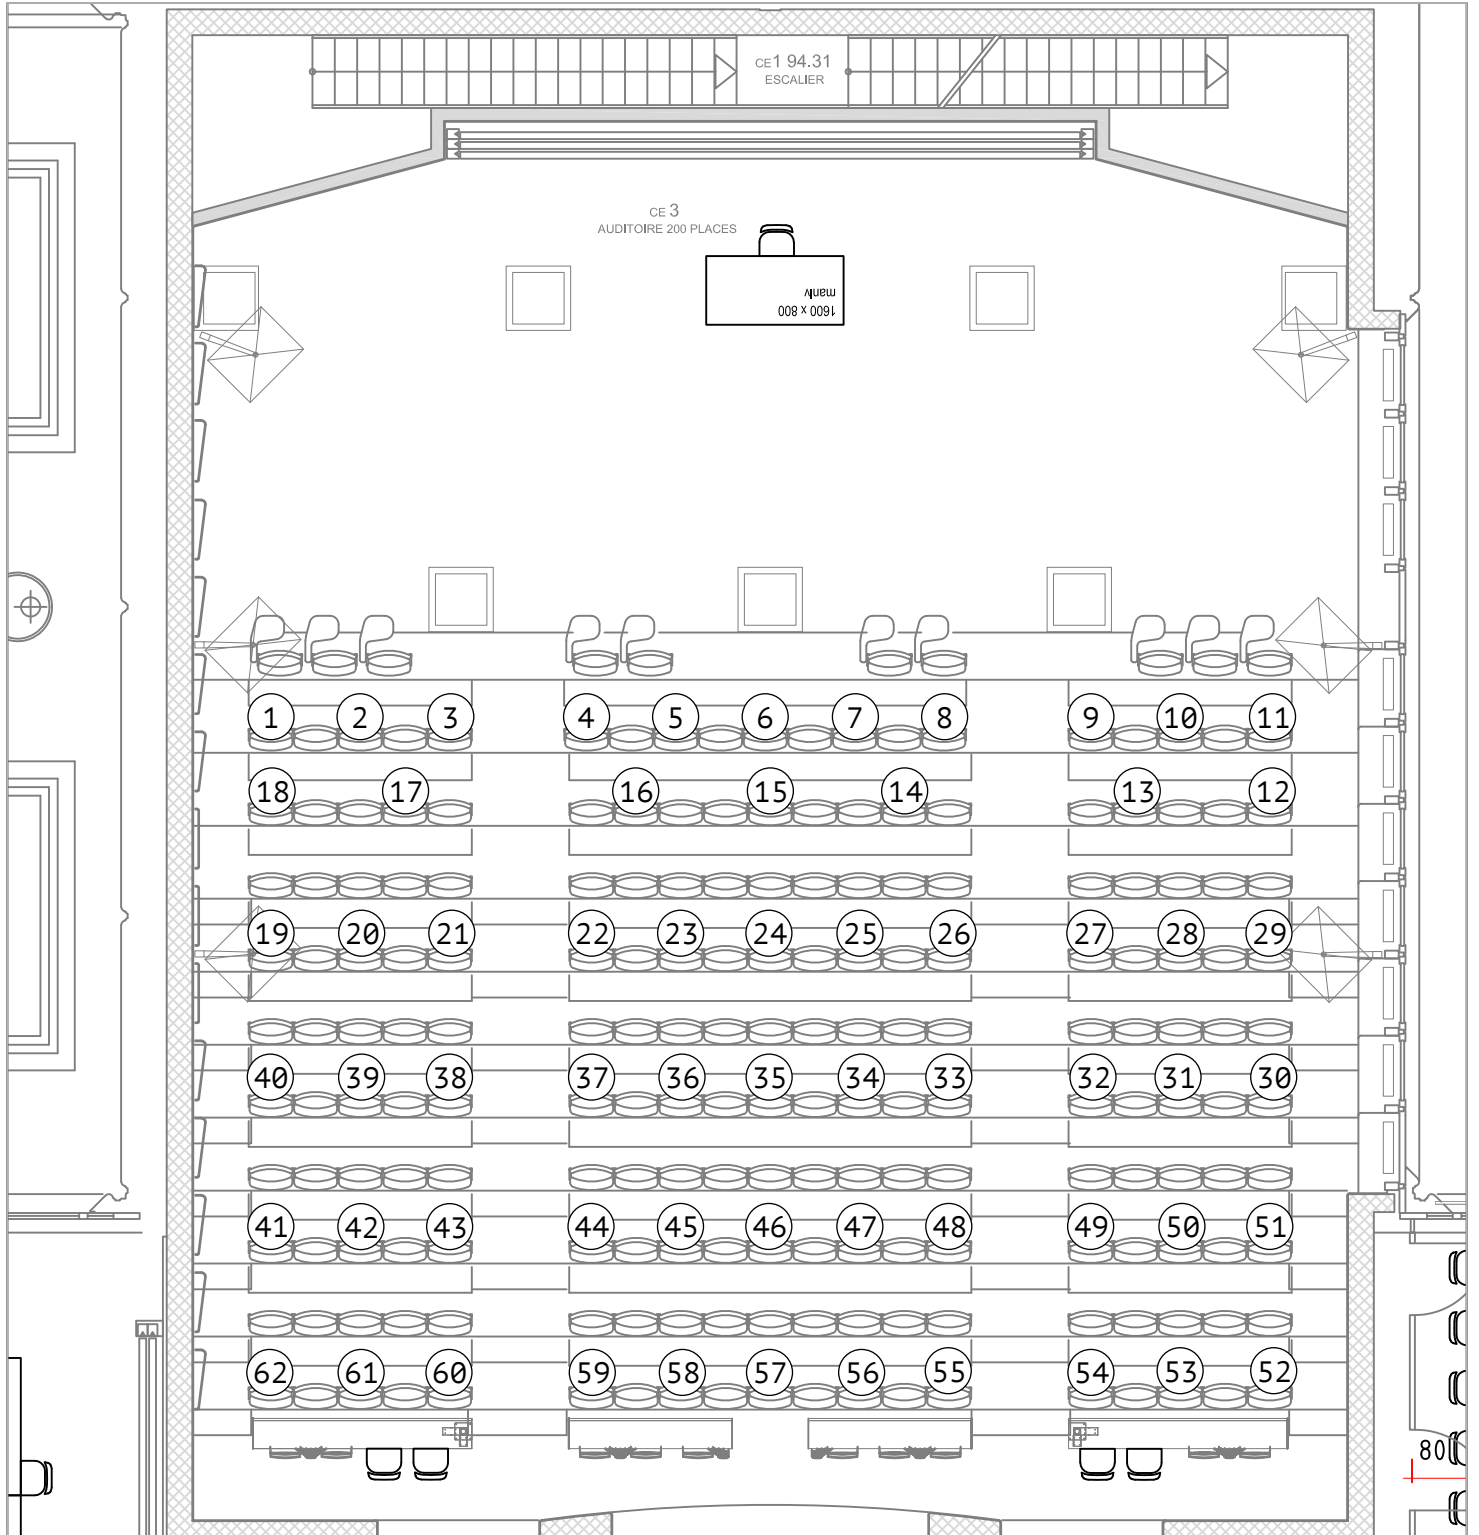 CE1 94.31
ESCALIER
CE 3
AUDITOIRE 200 PLACES
1600 x 800
maniv
1 2 3 4 5 6 7 8 9 10 11
18 17 16 15 14 13 12
19 20 21 22 23 24 25 26 27 28 29
40 39 38 37 36 35 34 33 32 31 30
41 42 43 44 45 46 47 48 49 50 51
62 61 60 59 58 57 56 55 54 53 52
80